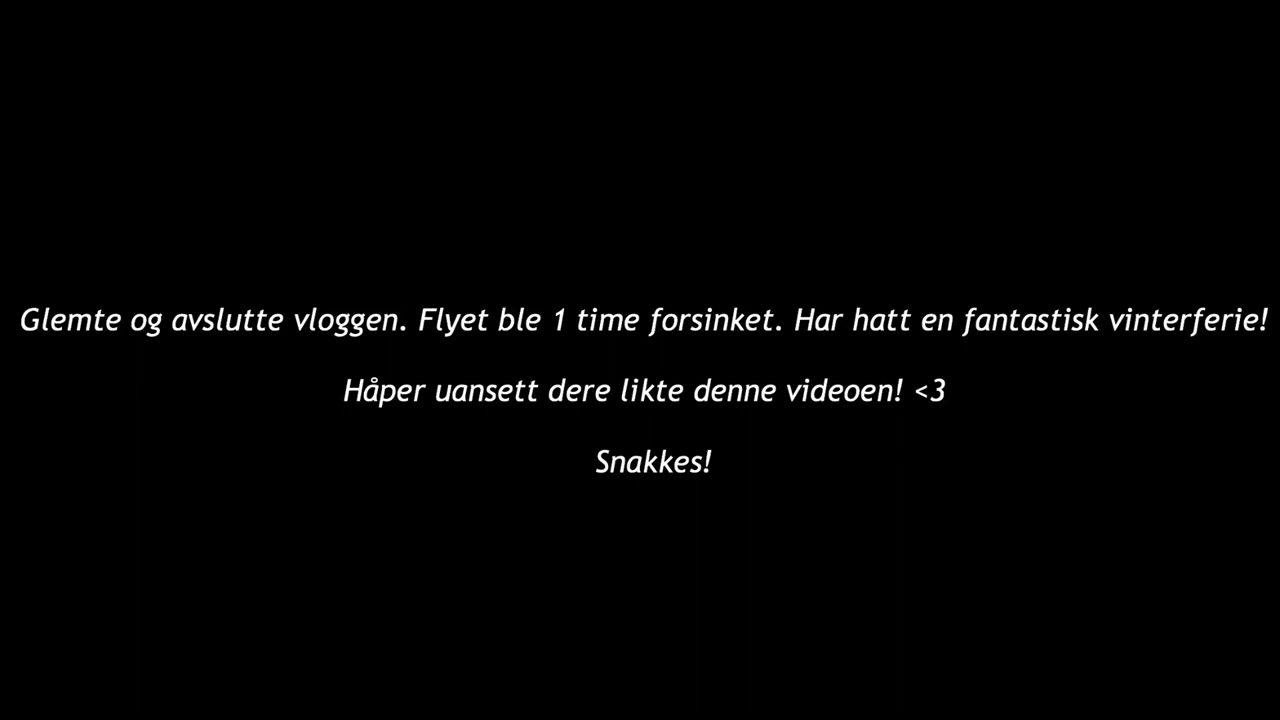 Glemte og avslutte vloggen. Flyet ble 1 time forsinket. Har hatt en fantastisk vinterferie!
Håper uansett dere likte denne videoen! <3
Snakkes!